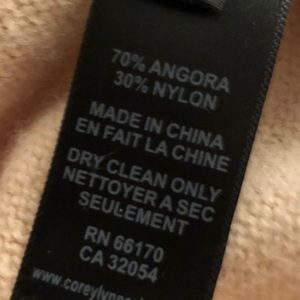 70% ANGORA
30% NYLON
MADE IN CHINA
EN FAIT LA CHINE
DRY CLEAN ONLY
NETTOYER A SEC
SEULEMENT
RN 66170
CA 32054